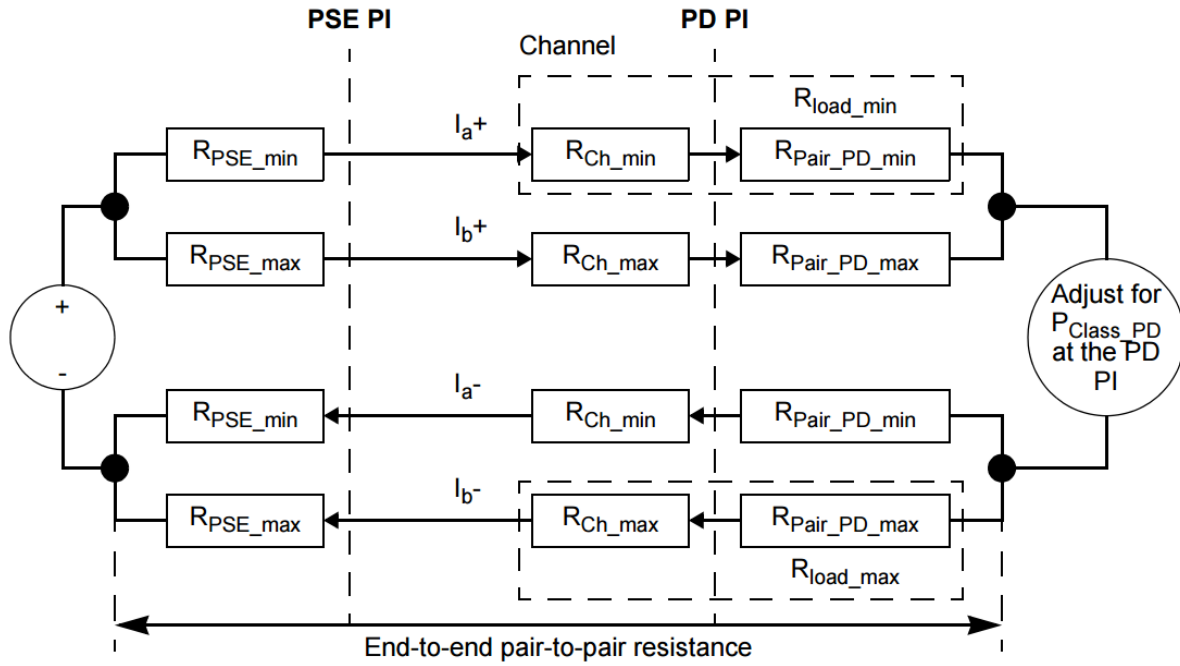 PSE PI PD PI
Channel
R_load_min
I_a+
R_PSE_min R_Ch_min R_Pair_PD_min
I_b+
R_PSE_max R_Ch_max R_Pair_PD_max
+
-
Adjust for
P_Class_PD
at the PD
PI
I_a-
R_PSE_min R_Ch_min R_Pair_PD_min
I_b-
R_PSE_max R_Ch_max R_Pair_PD_max
R_load_max
End-to-end pair-to-pair resistance